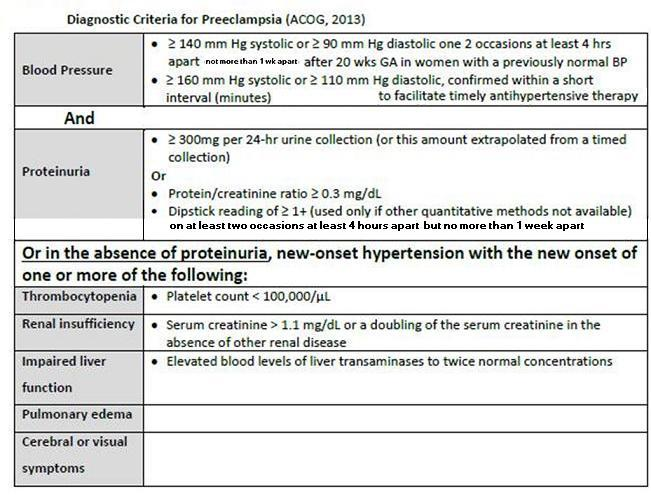 Diagnostic Criteria for Preeclampsia (ACOG, 2013)
Blood Pressure
• ≥ 140 mm Hg systolic or ≥ 90 mm Hg diastolic one 2 occasions at least 4 hrs
apart not more than 1 wk apart after 20 wks GA in women with a previously normal BP
• ≥ 160 mm Hg systolic or ≥ 110 mm Hg diastolic, confirmed within a short
interval (minutes) to facilitate timely antihypertensive therapy
And
Proteinuria
• ≥ 300mg per 24-hr urine collection (or this amount extrapolated from a timed
collection)
Or
• Protein/creatinine ratio ≥ 0.3 mg/dL
• Dipstick reading of ≥ 1+ (used only if other quantitative methods not available)
on at least two occasions at least 4 hours apart but no more than 1 week apart
Or in the absence of proteinuria, new-onset hypertension with the new onset of
one or more of the following:
Thrombocytopenia
• Platelet count < 100,000/μL
Renal insufficiency
• Serum creatinine > 1.1 mg/dL or a doubling of the serum creatinine in the
absence of other renal disease
Impaired liver
function
• Elevated blood levels of liver transaminases to twice normal concentrations
Pulmonary edema
Cerebral or visual
symptoms